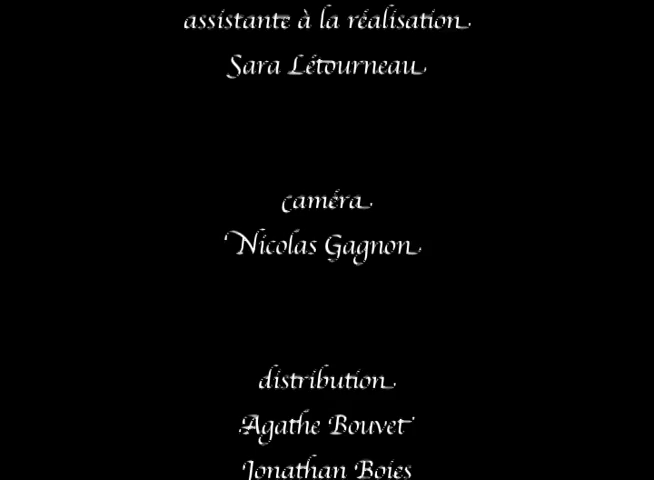 assistante à la réalisation
Sara Létourneau
caméra
Nicolas Gagnon
distribution
Agathe Bouvet
Jonathan Boies